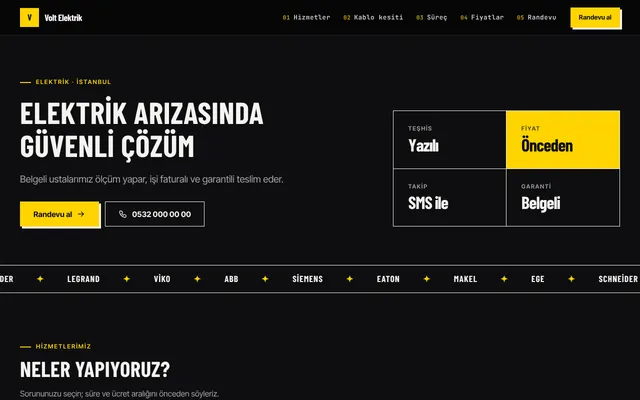 V Volt Elektrik
01 Hizmetler 02 Kablo kesiti 03 Süreç 04 Fiyatlar 05 Randevu
Randevu al
ELEKTRİK · İSTANBUL
ELEKTRİK ARIZASINDA
GÜVENLİ ÇÖZÜM
Belgeli ustalarımız ölçüm yapar, işi faturalı ve garantili teslim eder.
Randevu al →
0532 000 00 00
TEŞHİS
Yazılı
FİYAT
Önceden
TAKİP
SMS ile
GARANTİ
Belgeli
DER ✦ LEGRAND ✦ VİKO ✦ ABB ✦ SİEMENS ✦ EATON ✦ MAKEL ✦ EGE ✦ SCHNEİDER
HİZMETLERİMİZ
NELER YAPIYORUZ?
Sorununuzu seçin; süre ve ücret aralığını önceden söyleriz.